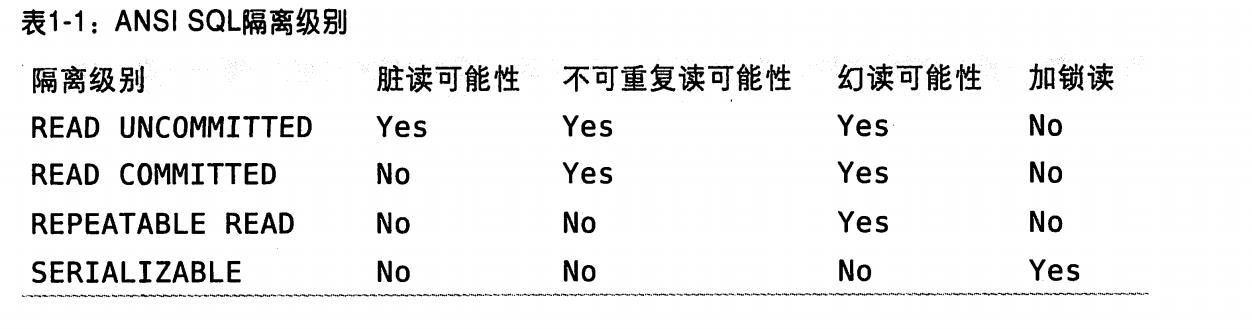 表1-1：ANSI SQL隔离级别
隔离级别 脏读可能性 不可重复读可能性 幻读可能性 加锁读
READ UNCOMMITTED Yes Yes Yes No
READ COMMITTED No Yes Yes No
REPEATABLE READ No No Yes No
SERIALIZABLE No No No Yes